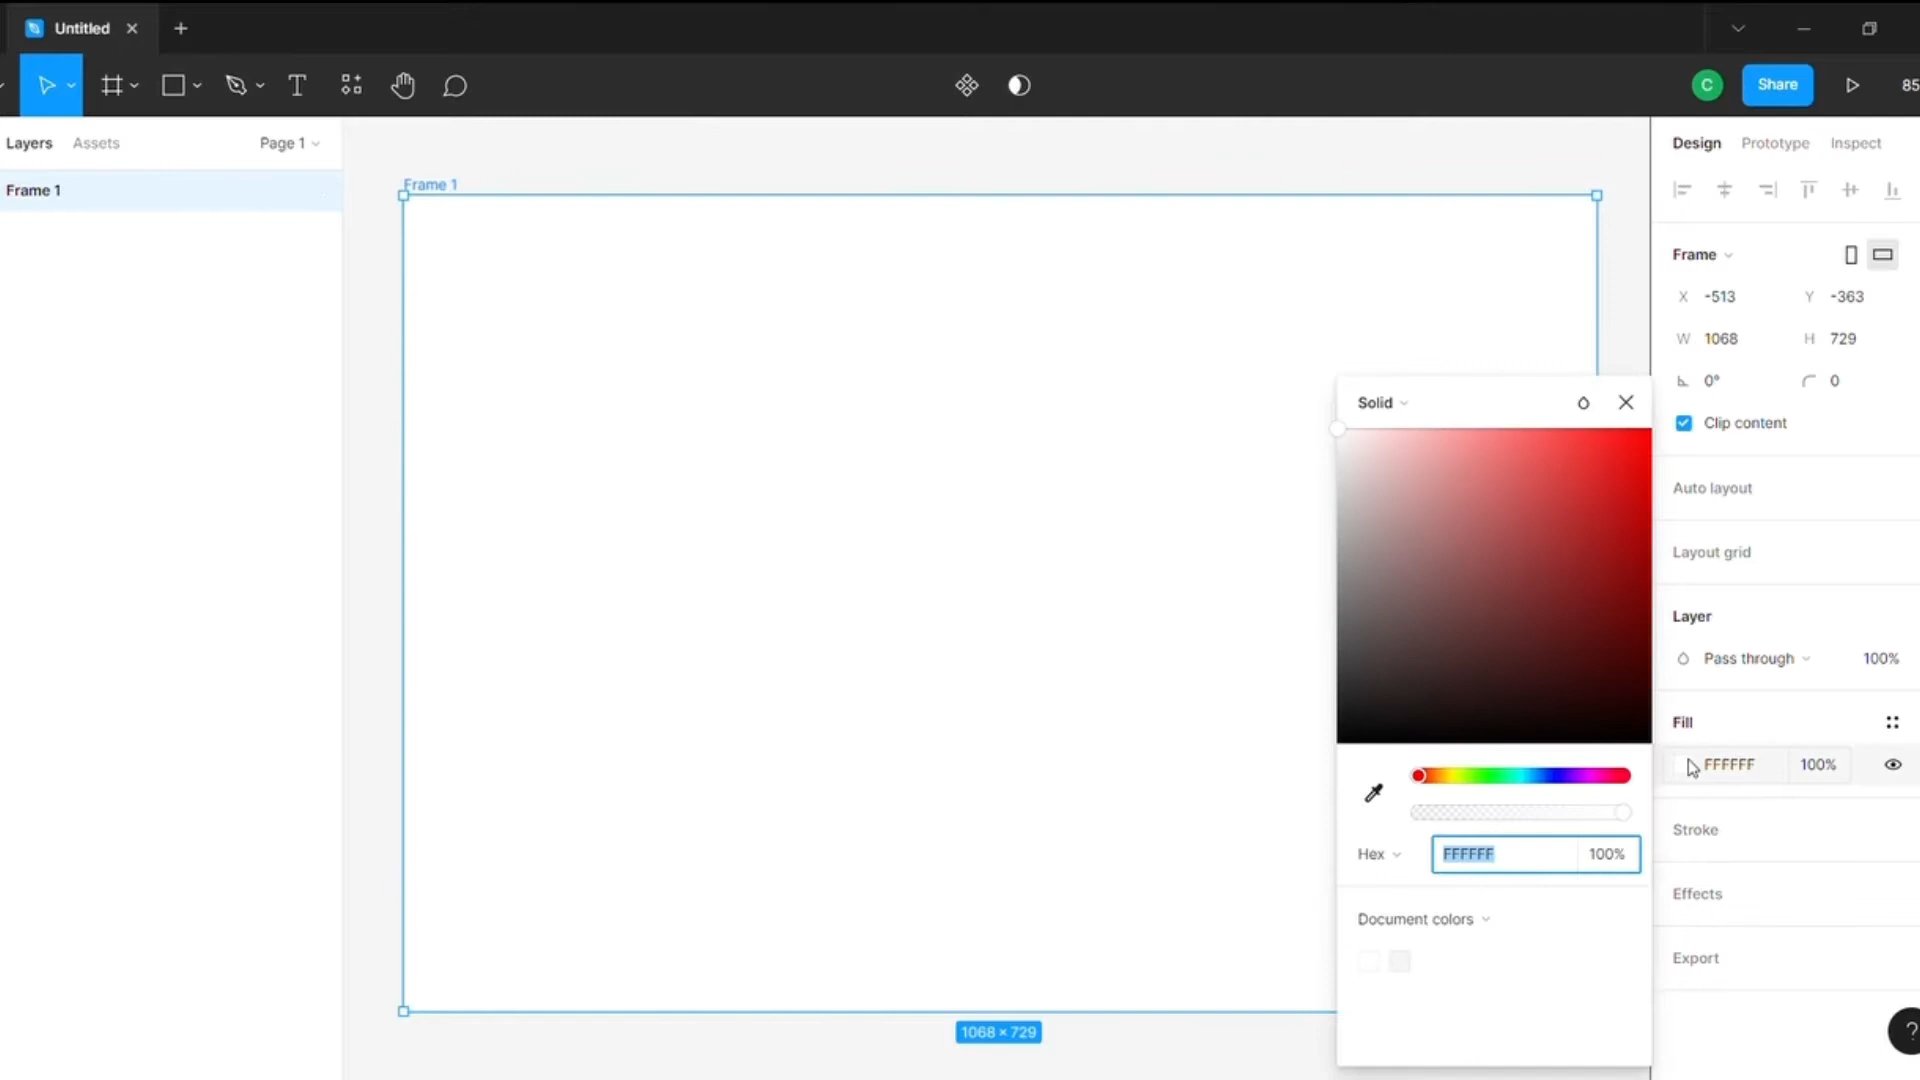 Untitled
Share
C
85
Layers
Assets
Page 1
Frame 1
Frame 1
1068 × 729
Design
Prototype
Inspect
Frame
X -513
Y -363
W 1068
H 729
0°
0
Clip content
Auto layout
Layout grid
Layer
Pass through
100%
Fill
FFFFFF
100%
Stroke
Effects
Export
?
Solid
Hex
FFFFFF
100%
Document colors